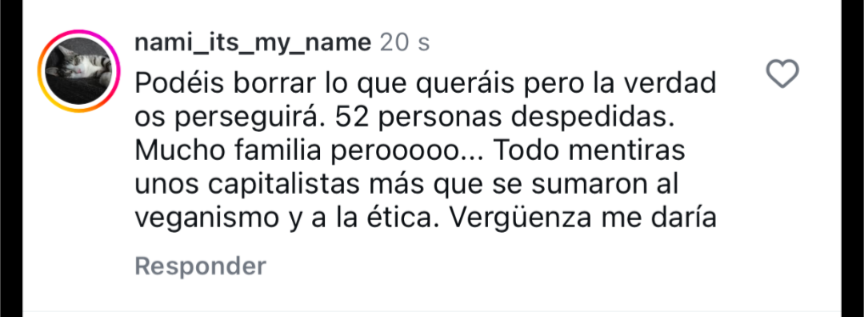 nami_its_my_name 20 s
Podéis borrar lo que queráis pero la verdad
os perseguirá. 52 personas despedidas.
Mucho familia perooooo... Todo mentiras
unos capitalistas más que se sumaron al
veganismo y a la ética. Vergüenza me daría
Responder